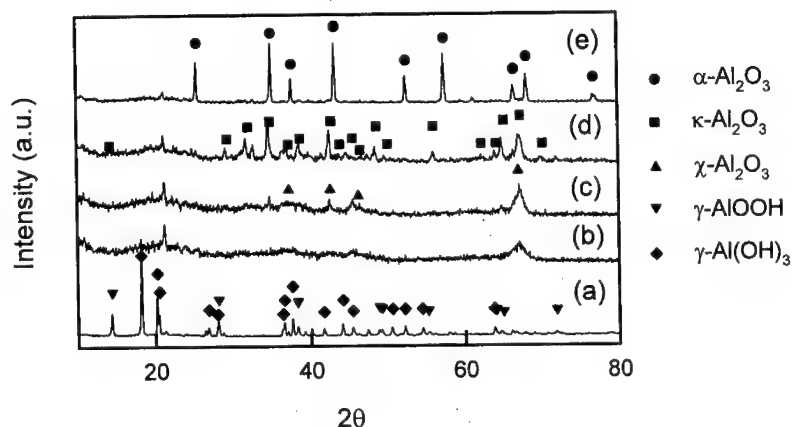 Intensity (a.u.)
(e)
(d)
(c)
(b)
(a)
20
40
60
80
2θ
α-Al₂O₃
κ-Al₂O₃
χ-Al₂O₃
γ-AlOOH
γ-Al(OH)₃